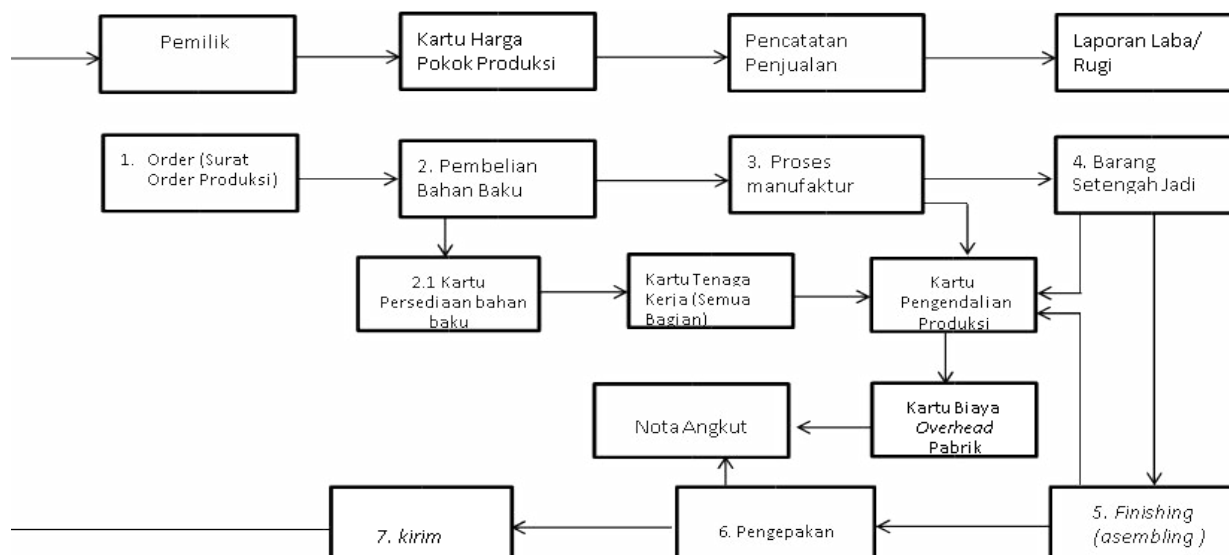 Pemilik
Kartu Harga
Pokok Produksi
Pencatatan
Penjualan
Laporan Laba/
Rugi
1. Order (Surat
Order Produksi)
2. Pembelian
Bahan Baku
3. Proses
manufaktur
4. Barang
Setengah Jadi
2.1 Kartu
Persediaan bahan
baku
Kartu Tenaga
Kerja (Semua
Bagian)
Kartu
Pengendalian
Produksi
Nota Angkut
Kartu Biaya
Overhead
Pabrik
7. kirim
6. Pengepakan
5. Finishing
(asembling )